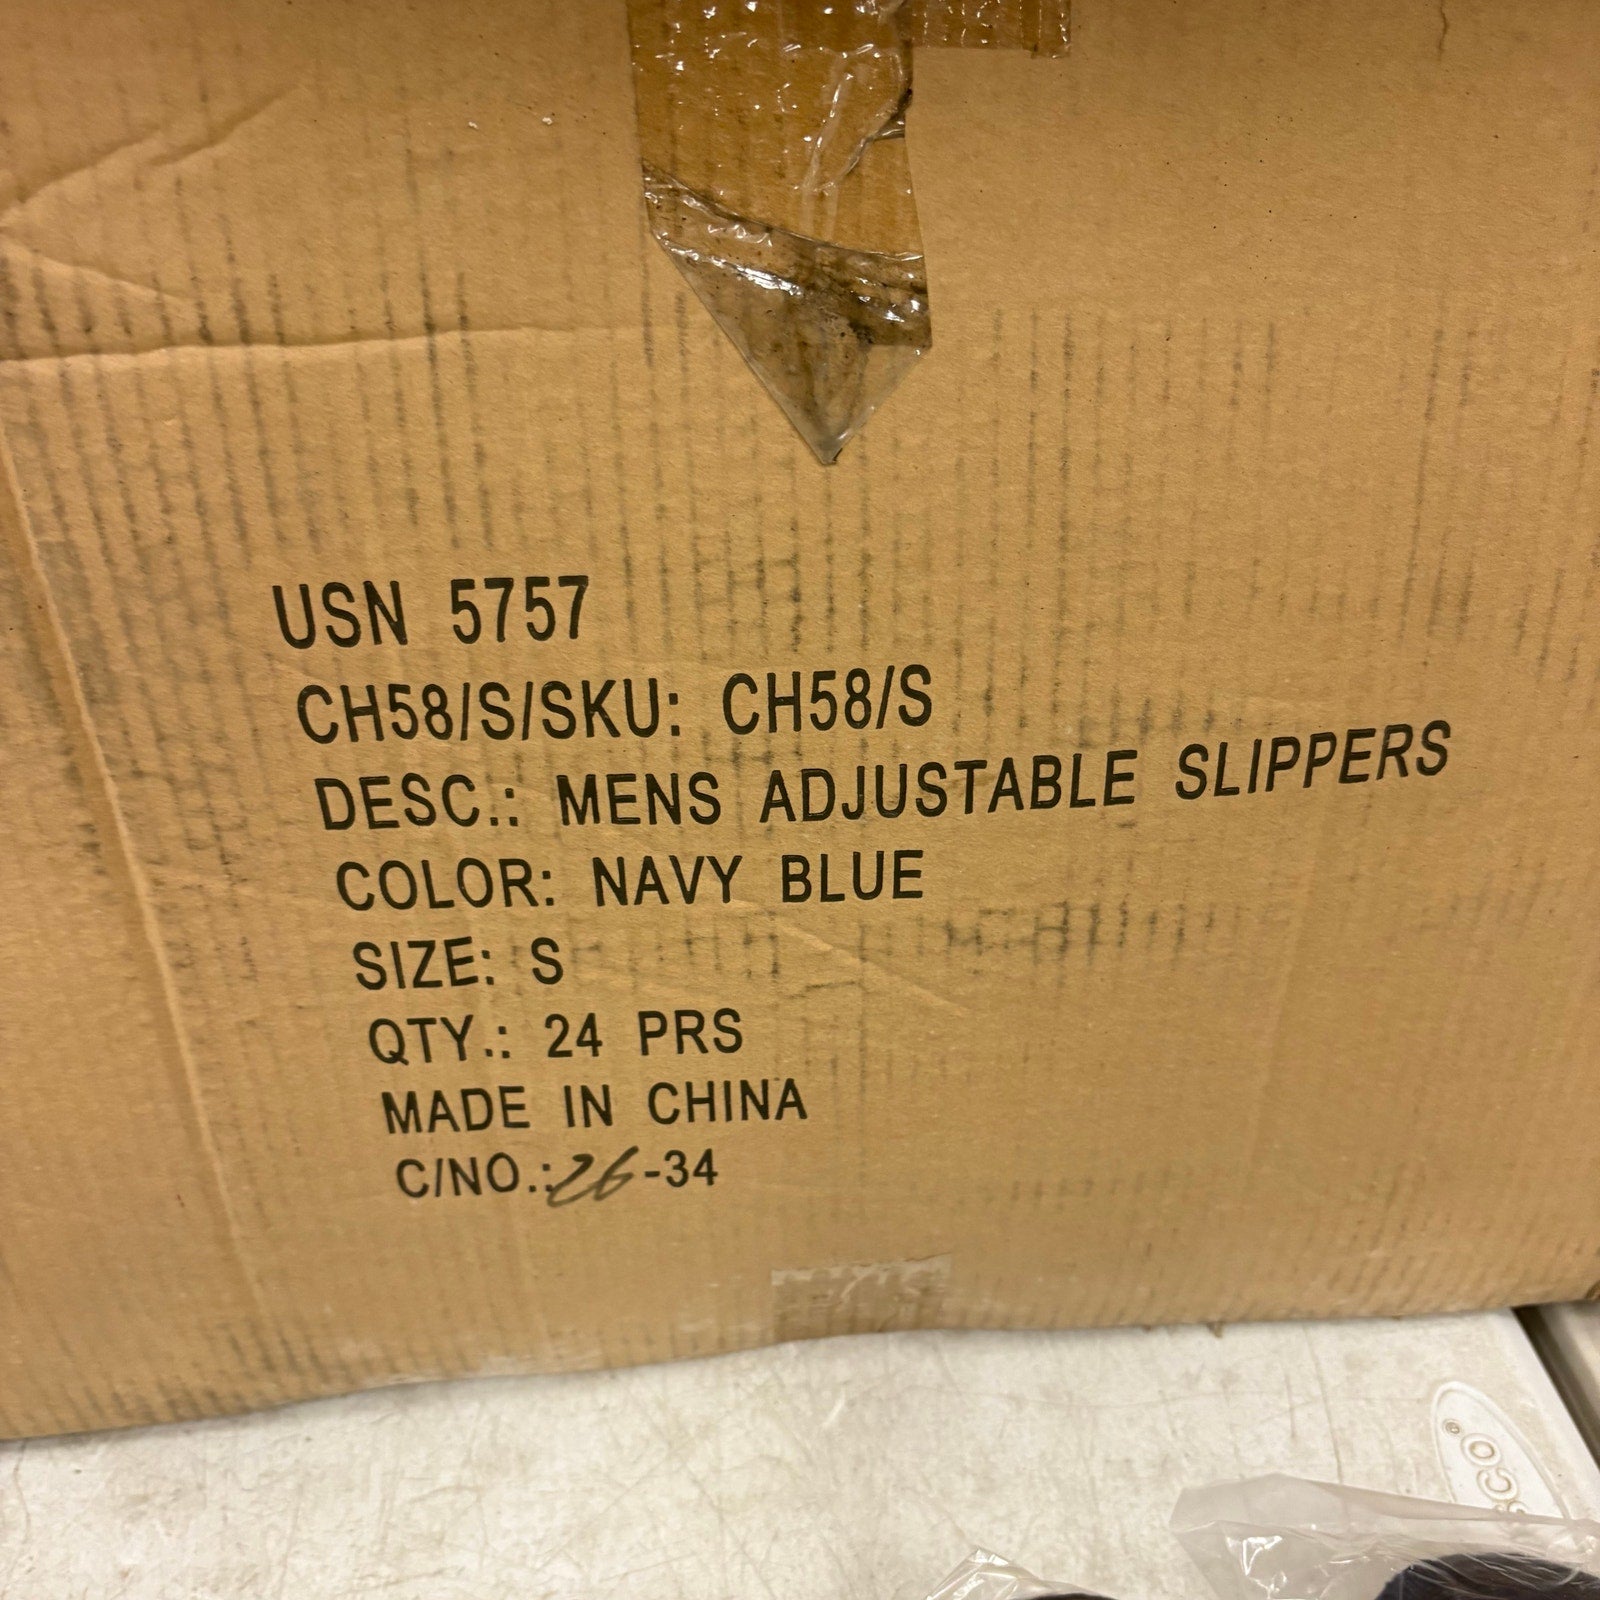 USN 5757
CH58/S/SKU: CH58/S
DESC.: MENS ADJUSTABLE SLIPPERS
COLOR: NAVY BLUE
SIZE: S
QTY.: 24 PRS
MADE IN CHINA
C/NO.: 26-34